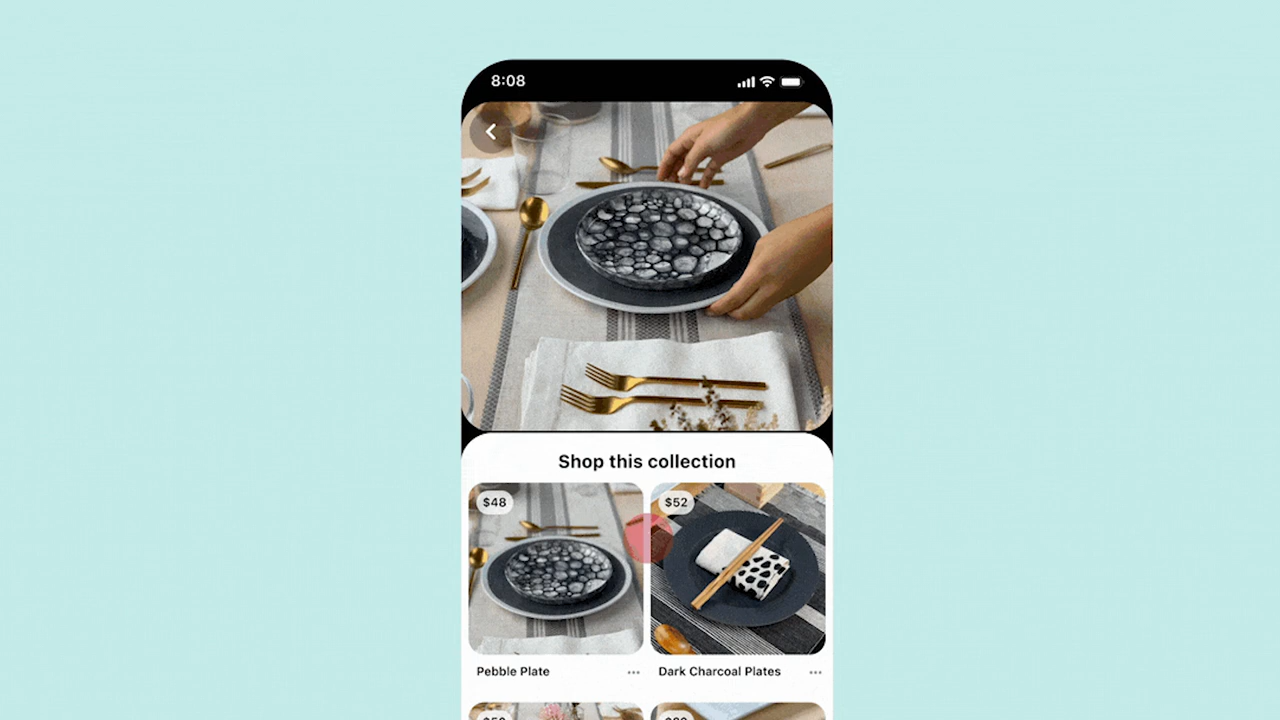 8:08
Shop this collection
$48
$52
Pebble Plate
Dark Charcoal Plates